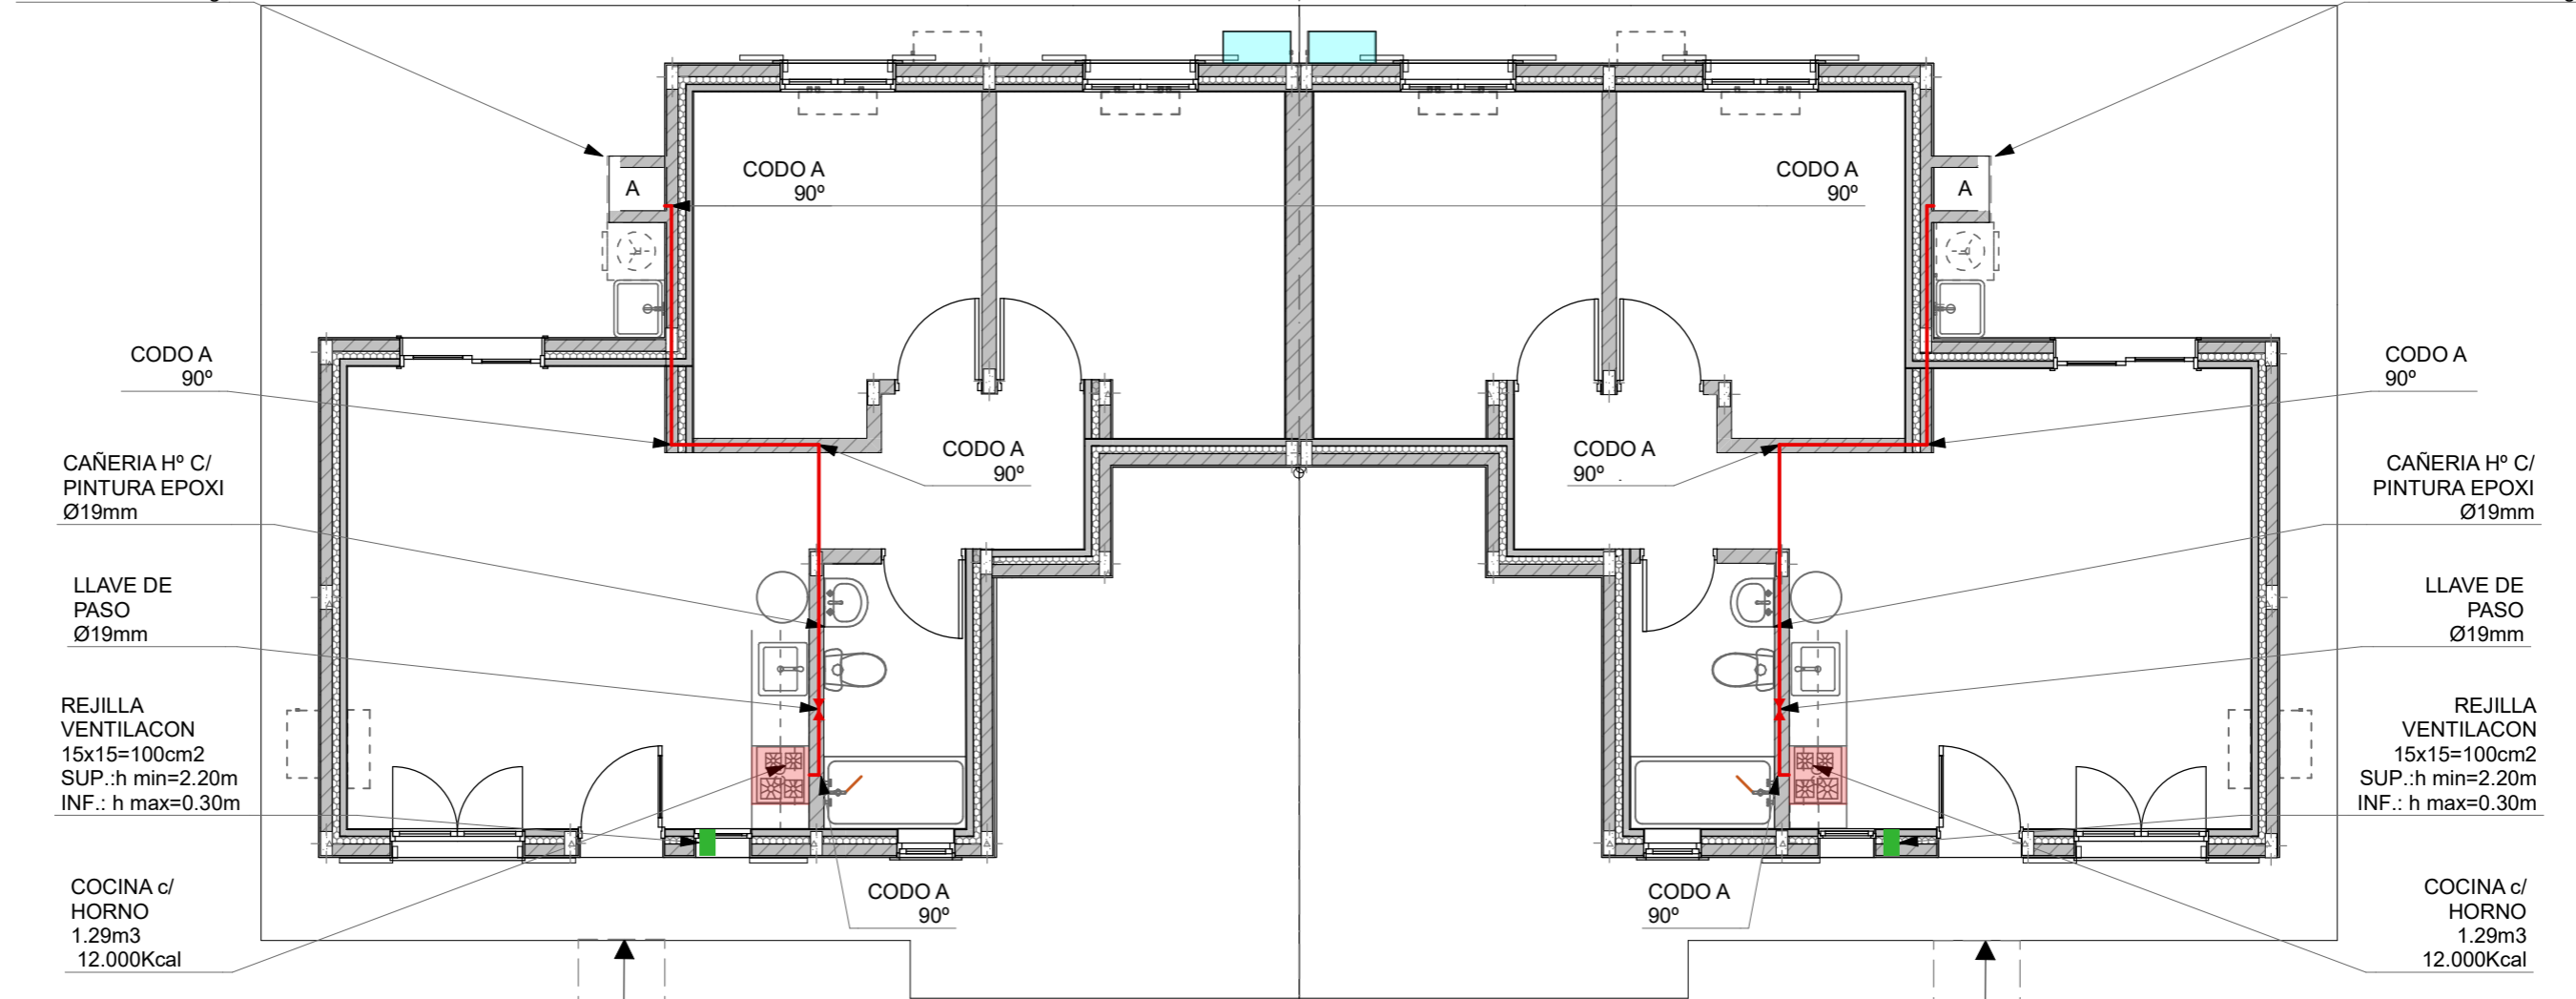 CODO A
90º
CODO A
90º
A
A
CODO A
90º
CODO A
90º
CODO A
90º
CODO A
90º
CAÑERIA Hº C/
PINTURA EPOXI
Ø19mm
CAÑERIA Hº C/
PINTURA EPOXI
Ø19mm
LLAVE DE
PASO
Ø19mm
LLAVE DE
PASO
Ø19mm
REJILLA
VENTILACON
15x15=100cm2
SUP.:h min=2.20m
INF.: h max=0.30m
REJILLA
VENTILACON
15x15=100cm2
SUP.:h min=2.20m
INF.: h max=0.30m
COCINA c/
HORNO
1.29m3
12.000Kcal
CODO A
90º
CODO A
90º
COCINA c/
HORNO
1.29m3
12.000Kcal